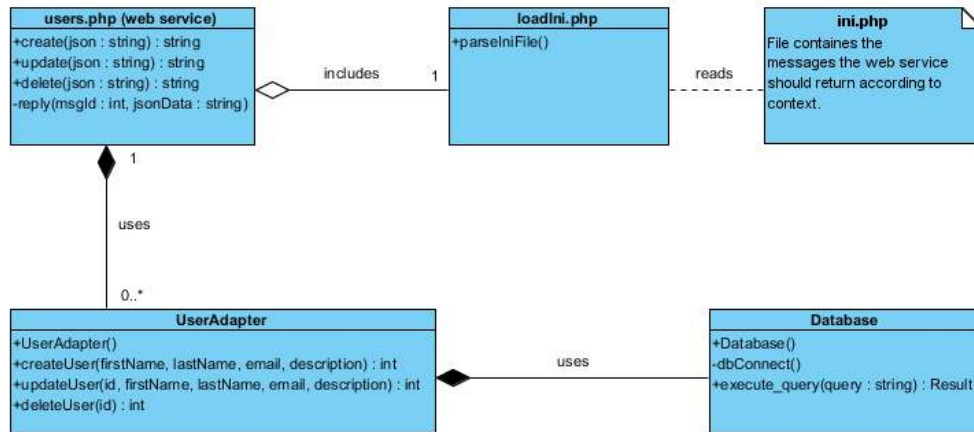 users.php (web service)
+create(json : string) : string
+update(json : string) : string
+delete(json : string) : string
-reply(msgId : int, jsonData : string)
includes
1
loadIni.php
+parseIniFile()
reads
ini.php
File containes the
messages the web service
should return according to
context.
1
uses
0..*
UserAdapter
+UserAdapter()
+createUser(firstName, lastName, email, description) : int
+updateUser(id, firstName, lastName, email, description) : int
+deleteUser(id) : int
uses
Database
+Database()
-dbConnect()
+execute_query(query : string) : Result